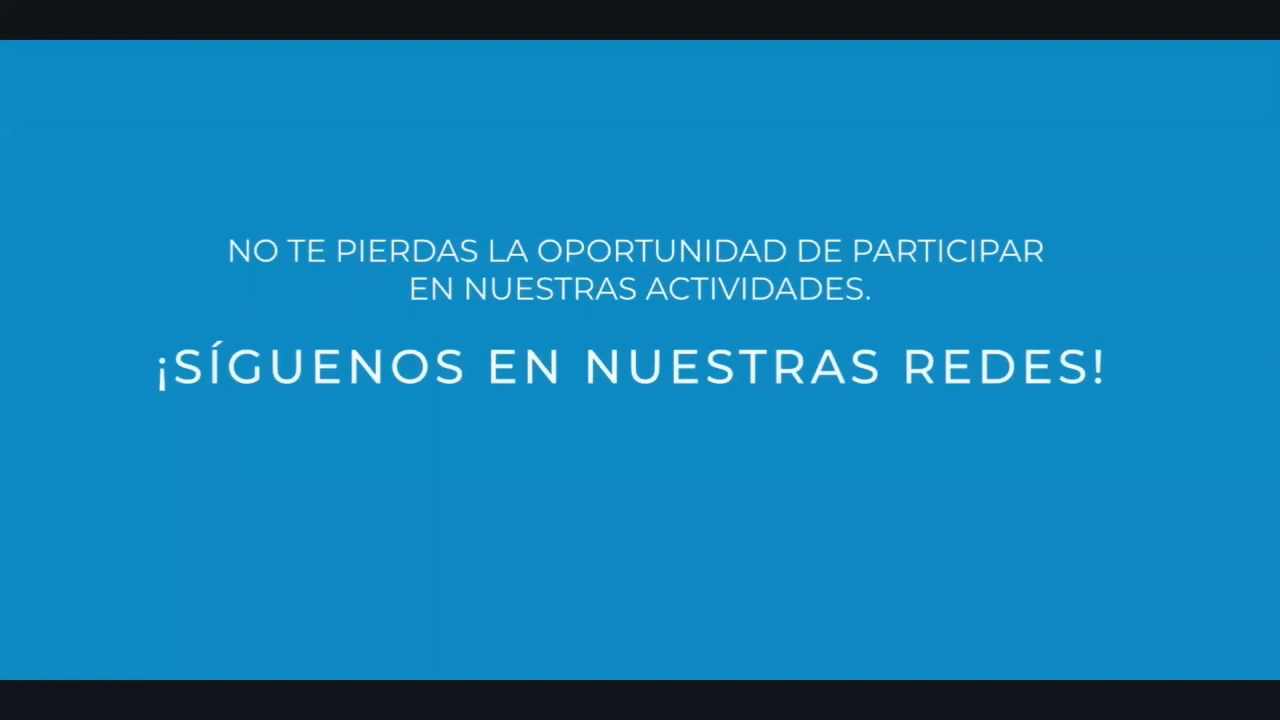 NO TE PIERDAS LA OPORTUNIDAD DE PARTICIPAR
EN NUESTRAS ACTIVIDADES.
¡SÍGUENOS EN NUESTRAS REDES!